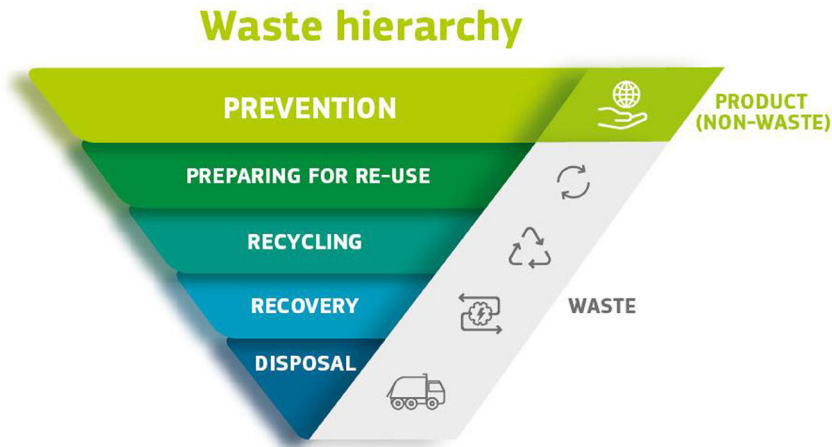 Waste hierarchy
PREVENTION
PRODUCT
(NON-WASTE)
PREPARING FOR RE-USE
RECYCLING
RECOVERY
WASTE
DISPOSAL